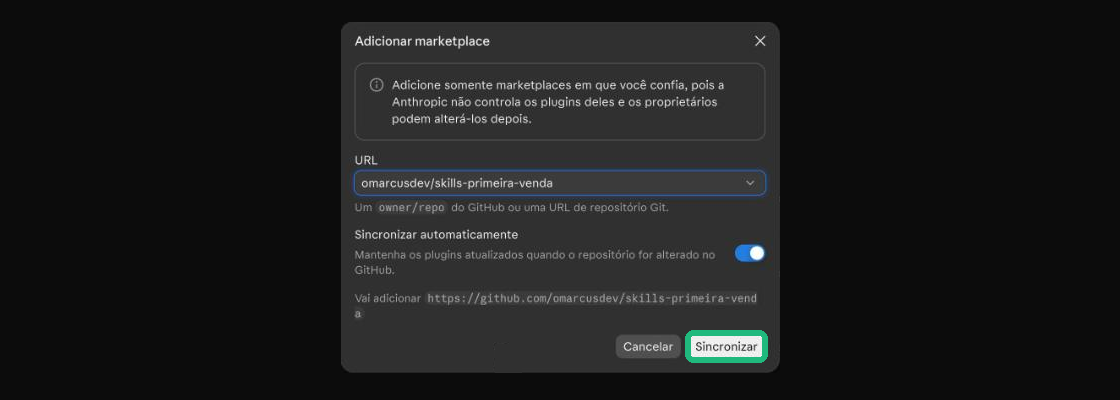 Adicionar marketplace
Adicione somente marketplaces em que você confia, pois a
Anthropic não controla os plugins deles e os proprietários
podem alterá-los depois.
URL
omarcusdev/skills-primeira-venda
Um owner/repo do GitHub ou uma URL de repositório Git.
Sincronizar automaticamente
Mantenha os plugins atualizados quando o repositório for alterado no
GitHub.
Vai adicionar https://github.com/omarcusdev/skills-primeira-vend
a
Cancelar Sincronizar